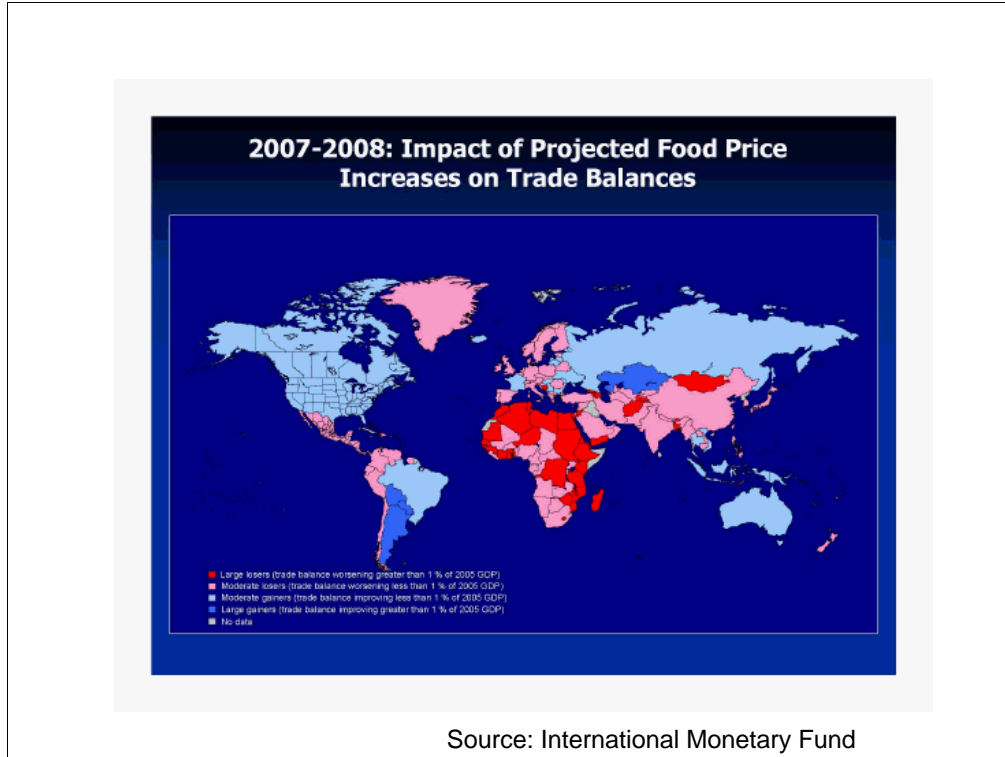 2007-2008: Impact of Projected Food Price
Increases on Trade Balances
Large losers (trade balance worsening greater than 1 % of 2005 GDP)
Moderate losers (trade balance worsening less than 1 % of 2005 GDP)
Moderate gainers (trade balance improving less than 1 % of 2005 GDP)
Large gainers (trade balance improving greater than 1 % of 2005 GDP)
No data
Source: International Monetary Fund